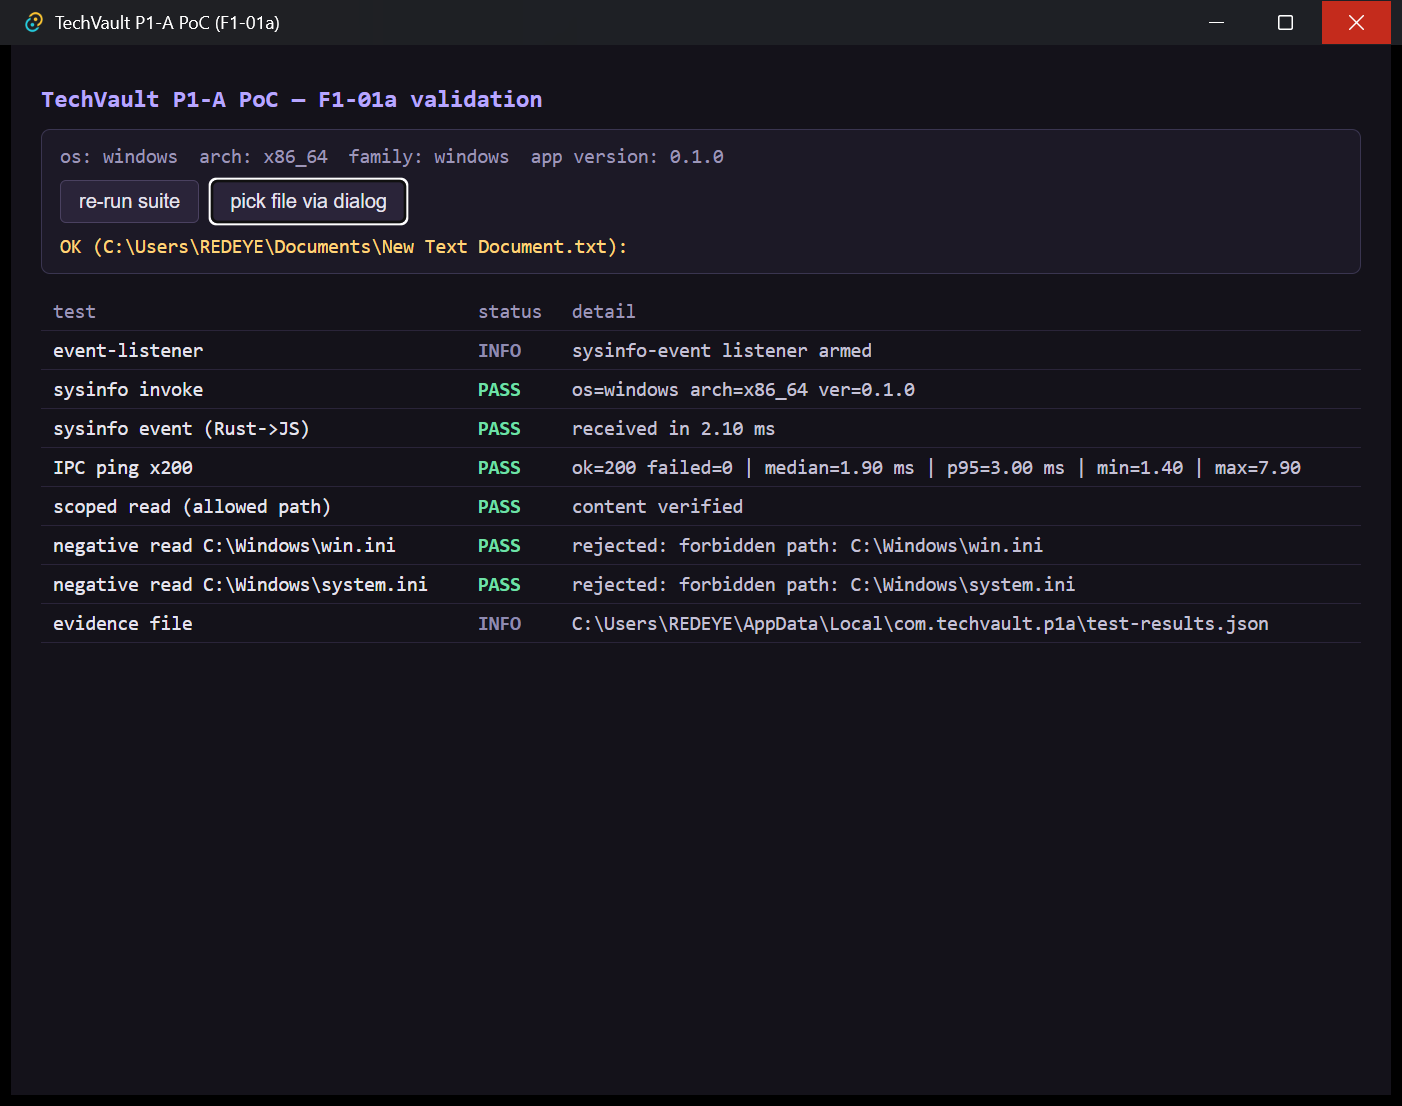 TechVault P1-A PoC (F1-01a)
TechVault P1-A PoC — F1-01a validation
os: windows  arch: x86_64  family: windows  app version: 0.1.0
re-run suite  pick file via dialog
OK (C:\Users\REDEYE\Documents\New Text Document.txt):
test  status  detail
event-listener  INFO  sysinfo-event listener armed
sysinfo invoke  PASS  os=windows arch=x86_64 ver=0.1.0
sysinfo event (Rust->JS)  PASS  received in 2.10 ms
IPC ping x200  PASS  ok=200 failed=0 | median=1.90 ms | p95=3.00 ms | min=1.40 | max=7.90
scoped read (allowed path)  PASS  content verified
negative read C:\Windows\win.ini  PASS  rejected: forbidden path: C:\Windows\win.ini
negative read C:\Windows\system.ini  PASS  rejected: forbidden path: C:\Windows\system.ini
evidence file  INFO  C:\Users\REDEYE\AppData\Local\com.techvault.p1a\test-results.json